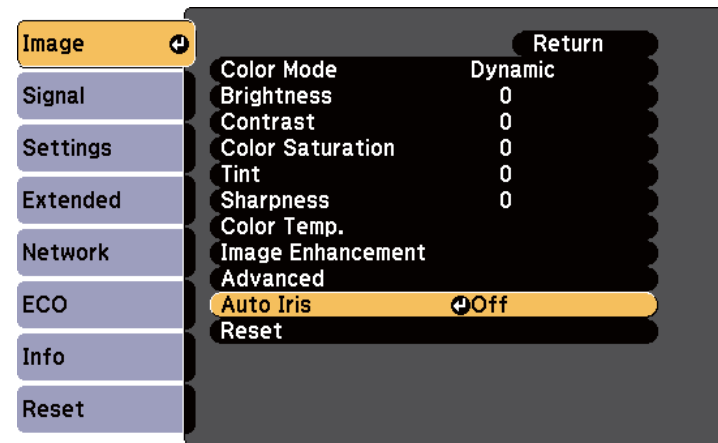 Image
Signal
Settings
Extended
Network
ECO
Info
Reset
Return
Color Mode Dynamic
Brightness 0
Contrast 0
Color Saturation 0
Tint 0
Sharpness 0
Color Temp.
Image Enhancement
Advanced
Auto Iris Off
Reset